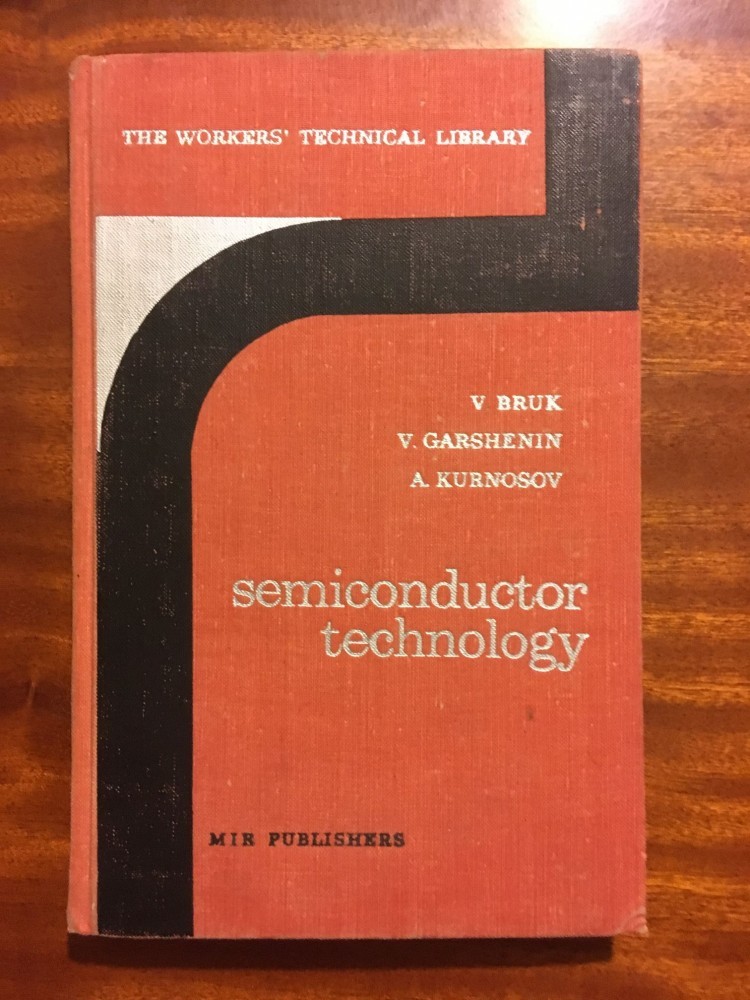 THE WORKERS' TECHNICAL LIBRARY
V BRUK
V. GARSHENIN
A. KURNOSOV
semiconductor
technology
MIR PUBLISHERS